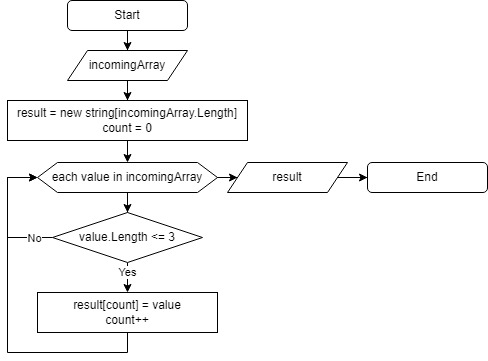 Start
incomingArray
result = new string[incomingArray.Length]
count = 0
each value in incomingArray
result
End
value.Length <= 3
No
Yes
result[count] = value
count++